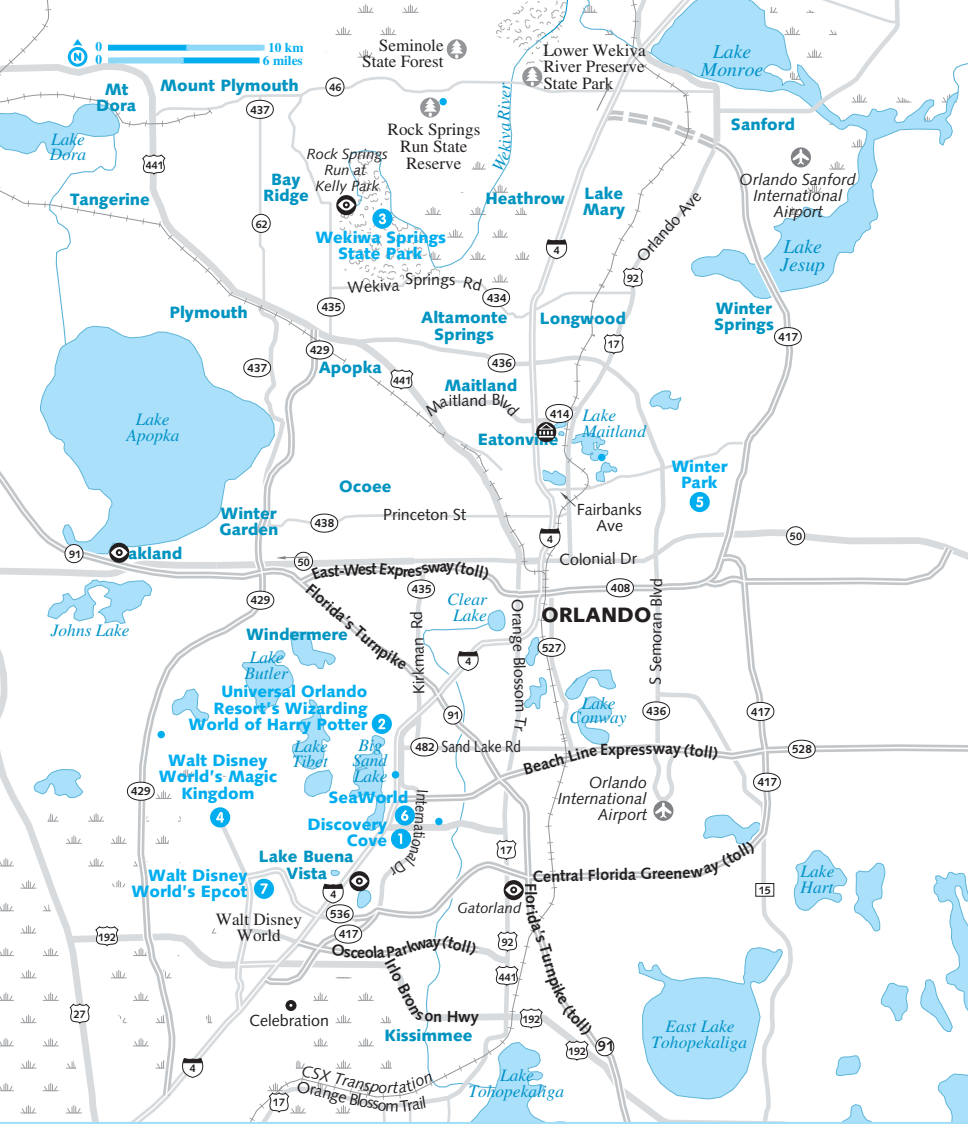 N
0 10 km
0 6 miles
Seminole
State Forest
Lower Wekiva
River Preserve
State Park
Lake
Monroe
Mt
Dora
Mount Plymouth
46
437
Rock Springs
Run State
Reserve
Wekiva River
Sanford
Lake
Dora
441
Rock Springs
Run at
Kelly Park
Orlando Sanford
International
Airport
Bay
Ridge
Tangerine
Heathrow
Lake
Mary
Orlando Ave
62
3
Wekiwa Springs
State Park
4
Lake
Jesup
92
Wekiva Springs Rd
434
435
Plymouth
Altamonte
Springs
Longwood
Winter
Springs
417
17
429
436
437
Apopka
441
Maitland
Maitland Blvd
414
Lake
Maitland
Lake
Apopka
Eatonville
Winter
Park
5
Ocoee
Winter
Garden
438
Princeton St
Fairbanks
Ave
4
50
91
Oakland
50
Colonial Dr
East-West Expressway (toll)
408
435
429
Florida's Turnpike
Clear
Lake
ORLANDO
Johns Lake
Windermere
Kirkman Rd
Orange Blossom Tr
527
S Semoran Blvd
4
Lake
Butler
Universal Orlando
Resort's Wizarding
World of Harry Potter 2
91
Lake
Conway
436
417
Lake
Tibet
Big
Sand
Lake
482
Sand Lake Rd
Beach Line Expressway (toll)
528
Walt Disney
World's Magic
Kingdom
4
429
417
Orlando
International
Airport
SeaWorld
6
International Dr
Discovery
Cove 1
17
Lake Buena
Vista
Central Florida Greeneway (toll)
Lake
Hart
15
Walt Disney
World's Epcot 7
4
536
Gatorland
Walt Disney
World
417
192
92
Osceola Parkway (toll)
Florida's Turnpike (toll)
441
Irlo Bronson Hwy
27
Celebration
192
Kissimmee
192
91
East Lake
Tohopekaliga
4
CSX Transportation
Orange Blossom Trail
17
Lake
Tohopekaliga